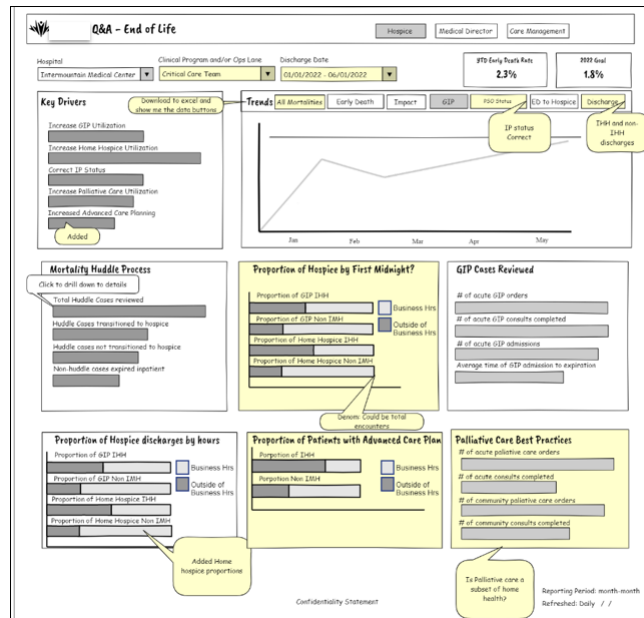 Q&A - End of Life
Hospice
Medical Director
Care Management
Hospital
Clinical Program and/or Ops Lane
Discharge Date
Intermountain Medical Center
Critical Care Team
01/01/2022 - 06/01/2022
YTD Early Death Rate
2.3%
2022 Goal
1.8%
Key Drivers
Download to excel and
show me the data buttons
Increase GIP Utilization
Increase Home Hospice Utilization
Correct IP Status
Increase Palliative Care Utilization
Increased Advanced Care Planning
Added
Trends
All Mortalities
Early Death
Impact
GIP
Status
ED to Hospice
Discharge
IP status
Correct
IHH and non-
IHH
discharges
Jan
Feb
Mar
Apr
May
Mortality Huddle Process
Click to drill down to details
Total Huddle Cases reviewed
Huddle Cases transitioned to hospice
Huddle cases not transitioned to hospice
Non-huddle cases expired inpatient
Proportion of Hospice by First Midnight?
Proportion of GIP IHH
Proportion of GIP Non IMH
Proportion of Home Hospice IHH
Proportion of Home Hospice Non IMH
Business Hrs
Outside of
Business Hrs
Denom: Could be total
encounters
GIP Cases Reviewed
# of acute GIP orders
# of acute GIP consults completed
# of acute GIP admissions
Average time of GIP admission to expiration
Proportion of Hospice discharges by hours
Proportion of GIP IHH
Proportion of GIP Non IMH
Proportion of Home Hospice IHH
Proportion of Home Hospice Non IMH
Business Hrs
Outside of
Business Hrs
Added Home
hospice proportions
Proportion of Patients with Advanced Care Plan
Porpotion of IHH
Porpotion Non IMH
Business Hrs
Outside of
Business Hrs
Palliative Care Best Practices
# of acute palliative care orders
# of acute consults completed
# of community paliative care orders
# of community consults completed
Is Palliative care a
subset of home
health?
Confidentiality Statement
Reporting Period: month-month
Refreshed: Daily / /